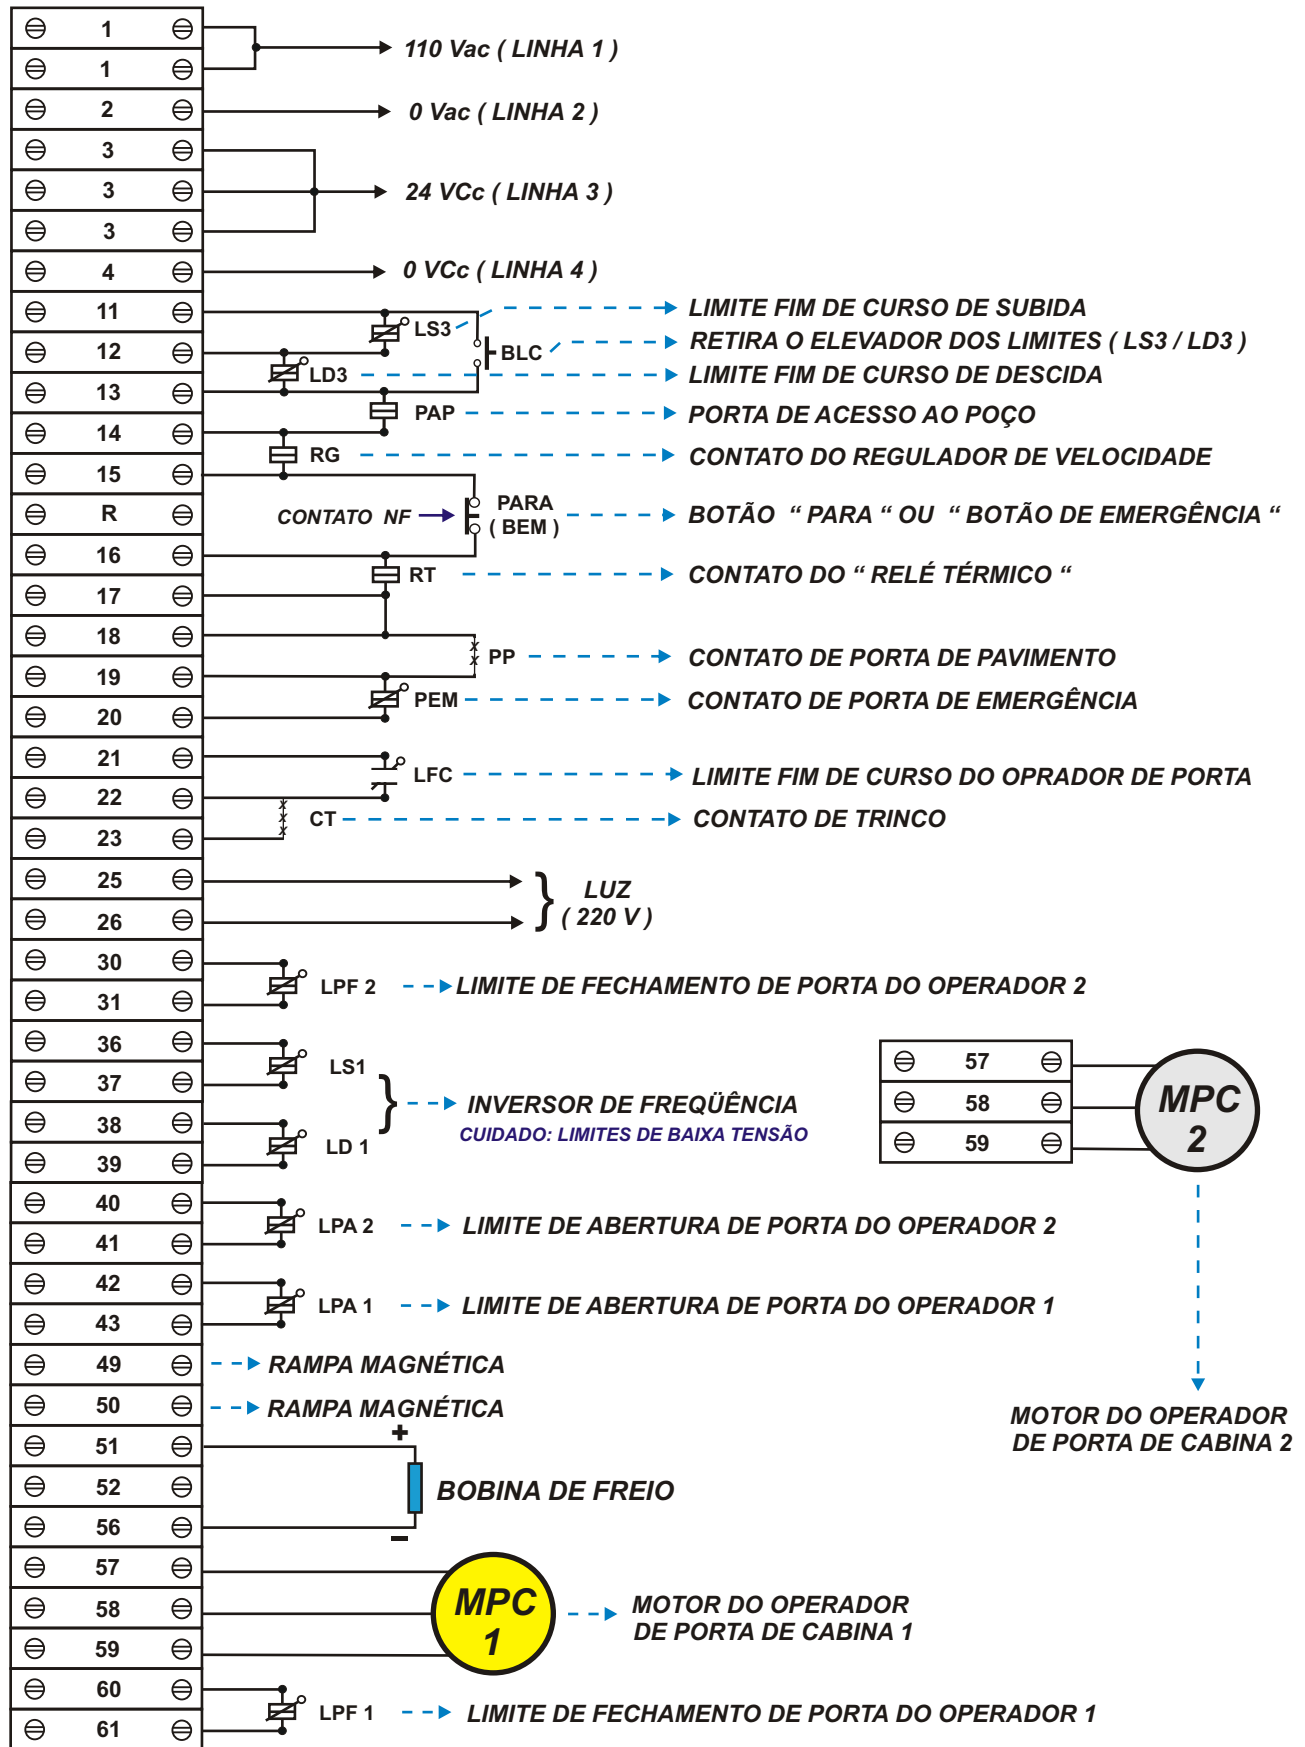 1
1
110 Vac ( LINHA 1 )
2
0 Vac ( LINHA 2 )
3
3
24 VCc ( LINHA 3 )
3
4
0 VCc ( LINHA 4 )
11
LIMITE FIM DE CURSO DE SUBIDA
LS3
12
BLC
RETIRA O ELEVADOR DOS LIMITES ( LS3 / LD3 )
LD3
LIMITE FIM DE CURSO DE DESCIDA
13
PAP
PORTA DE ACESSO AO POÇO
14
RG
CONTATO DO REGULADOR DE VELOCIDADE
15
R
CONTATO NF
PARA
( BEM )
BOTÃO “ PARA “ OU “ BOTÃO DE EMERGÊNCIA “
16
RT
CONTATO DO “ RELÉ TÉRMICO “
17
18
PP
CONTATO DE PORTA DE PAVIMENTO
19
PEM
CONTATO DE PORTA DE EMERGÊNCIA
20
21
LFC
LIMITE FIM DE CURSO DO OPRADOR DE PORTA
22
CT
CONTATO DE TRINCO
23
25
LUZ
( 220 V )
26
30
LPF 2
LIMITE DE FECHAMENTO DE PORTA DO OPERADOR 2
31
36
LS1
37
INVERSOR DE FREQÜÊNCIA
CUIDADO: LIMITES DE BAIXA TENSÃO
38
LD 1
39
57
58
59
MPC
2
MOTOR DO OPERADOR
DE PORTA DE CABINA 2
40
LPA 2
LIMITE DE ABERTURA DE PORTA DO OPERADOR 2
41
42
LPA 1
LIMITE DE ABERTURA DE PORTA DO OPERADOR 1
43
49
RAMPA MAGNÉTICA
50
RAMPA MAGNÉTICA
51
+
52
BOBINA DE FREIO
56
–
57
58
59
MPC
1
MOTOR DO OPERADOR
DE PORTA DE CABINA 1
60
LPF 1
LIMITE DE FECHAMENTO DE PORTA DO OPERADOR 1
61